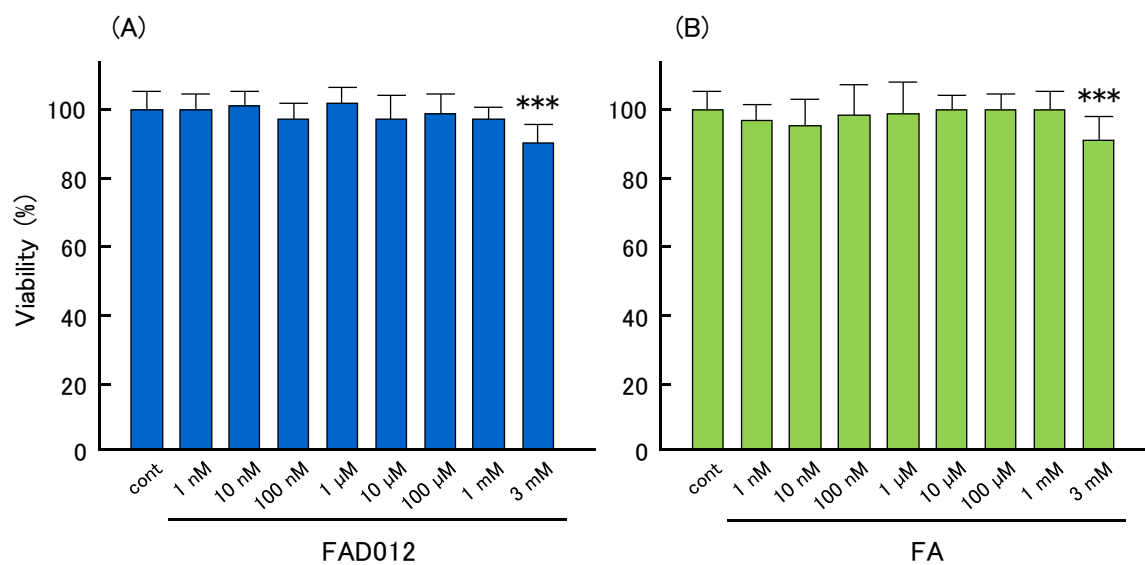 (A)
Viability (%)
100
80
60
40
20
0
***
cont
1 nM
10 nM
100 nM
1 µM
10 µM
100 µM
1 mM
3 mM
FAD012
(B)
100
80
60
40
20
0
***
cont
1 nM
10 nM
100 nM
1 µM
10 µM
100 µM
1 mM
3 mM
FA